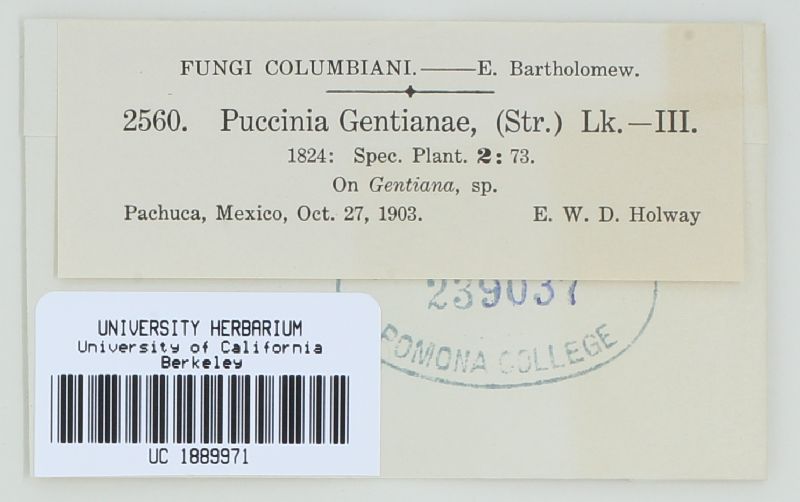 FUNGI COLUMBIANI.——E. Bartholomew.
2560. Puccinia Gentianae, (Str.) Lk.—III.
1824: Spec. Plant. 2: 73.
On Gentiana, sp.
Pachuca, Mexico, Oct. 27, 1903. E. W. D. Holway
239037
POMONA COLLEGE
UNIVERSITY HERBARIUM
University of California
Berkeley
UC 1889971